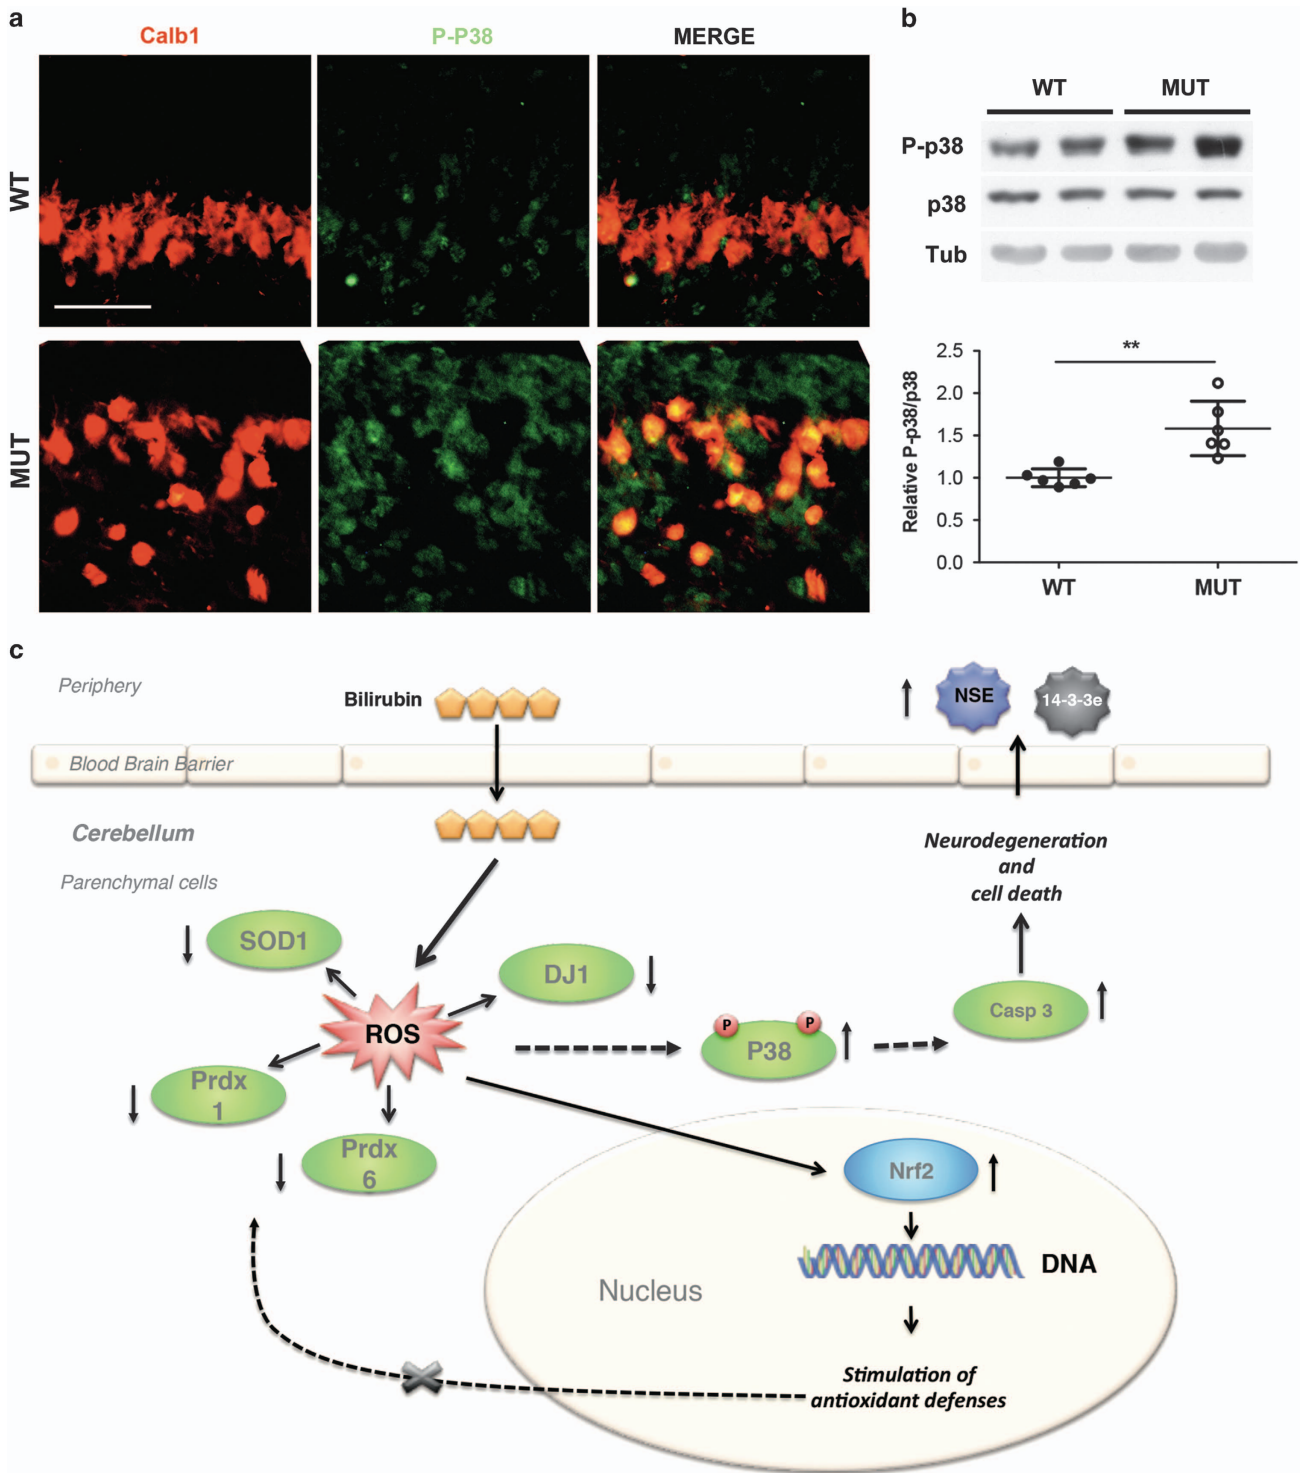 a
Calb1
P-P38
MERGE
WT
MUT
b
WT
MUT
P-p38
p38
Tub
Relative P-p38/p38
2.5
2.0
1.5
1.0
0.5
0.0
**
WT
MUT
c
Periphery
Bilirubin
NSE
14-3-3e
Blood Brain Barrier
Cerebellum
Parenchymal cells
Neurodegeneration
and
cell death
SOD1
DJ1
ROS
P
P
P38
Casp 3
Prdx
1
Prdx
6
Nrf2
DNA
Nucleus
Stimulation of
antioxidant defenses